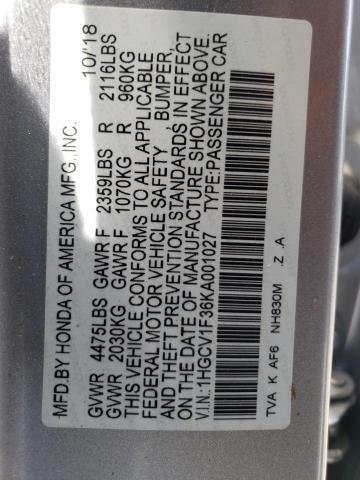 MFD.BY HONDA OF AMERICA MFG.,INC. 10/18
GVWR 4475LBS GAWR F 2359LBS R 2116LBS
GVWR 2030KG GAWR F 1070KG R 960KG
THIS VEHICLE CONFORMS TO ALL APPLICABLE
FEDERAL MOTOR VEHICLE SAFETY BUMPER,
AND THEFT PREVENTION STANDARDS IN EFFECT
ON THE DATE OF MANUFACTURE SHOWN ABOVE.
V.I.N.:1HGCV1F36KA001027 TYPE:PASSENGER CAR
TVA K AF6 NH830M .Z .A